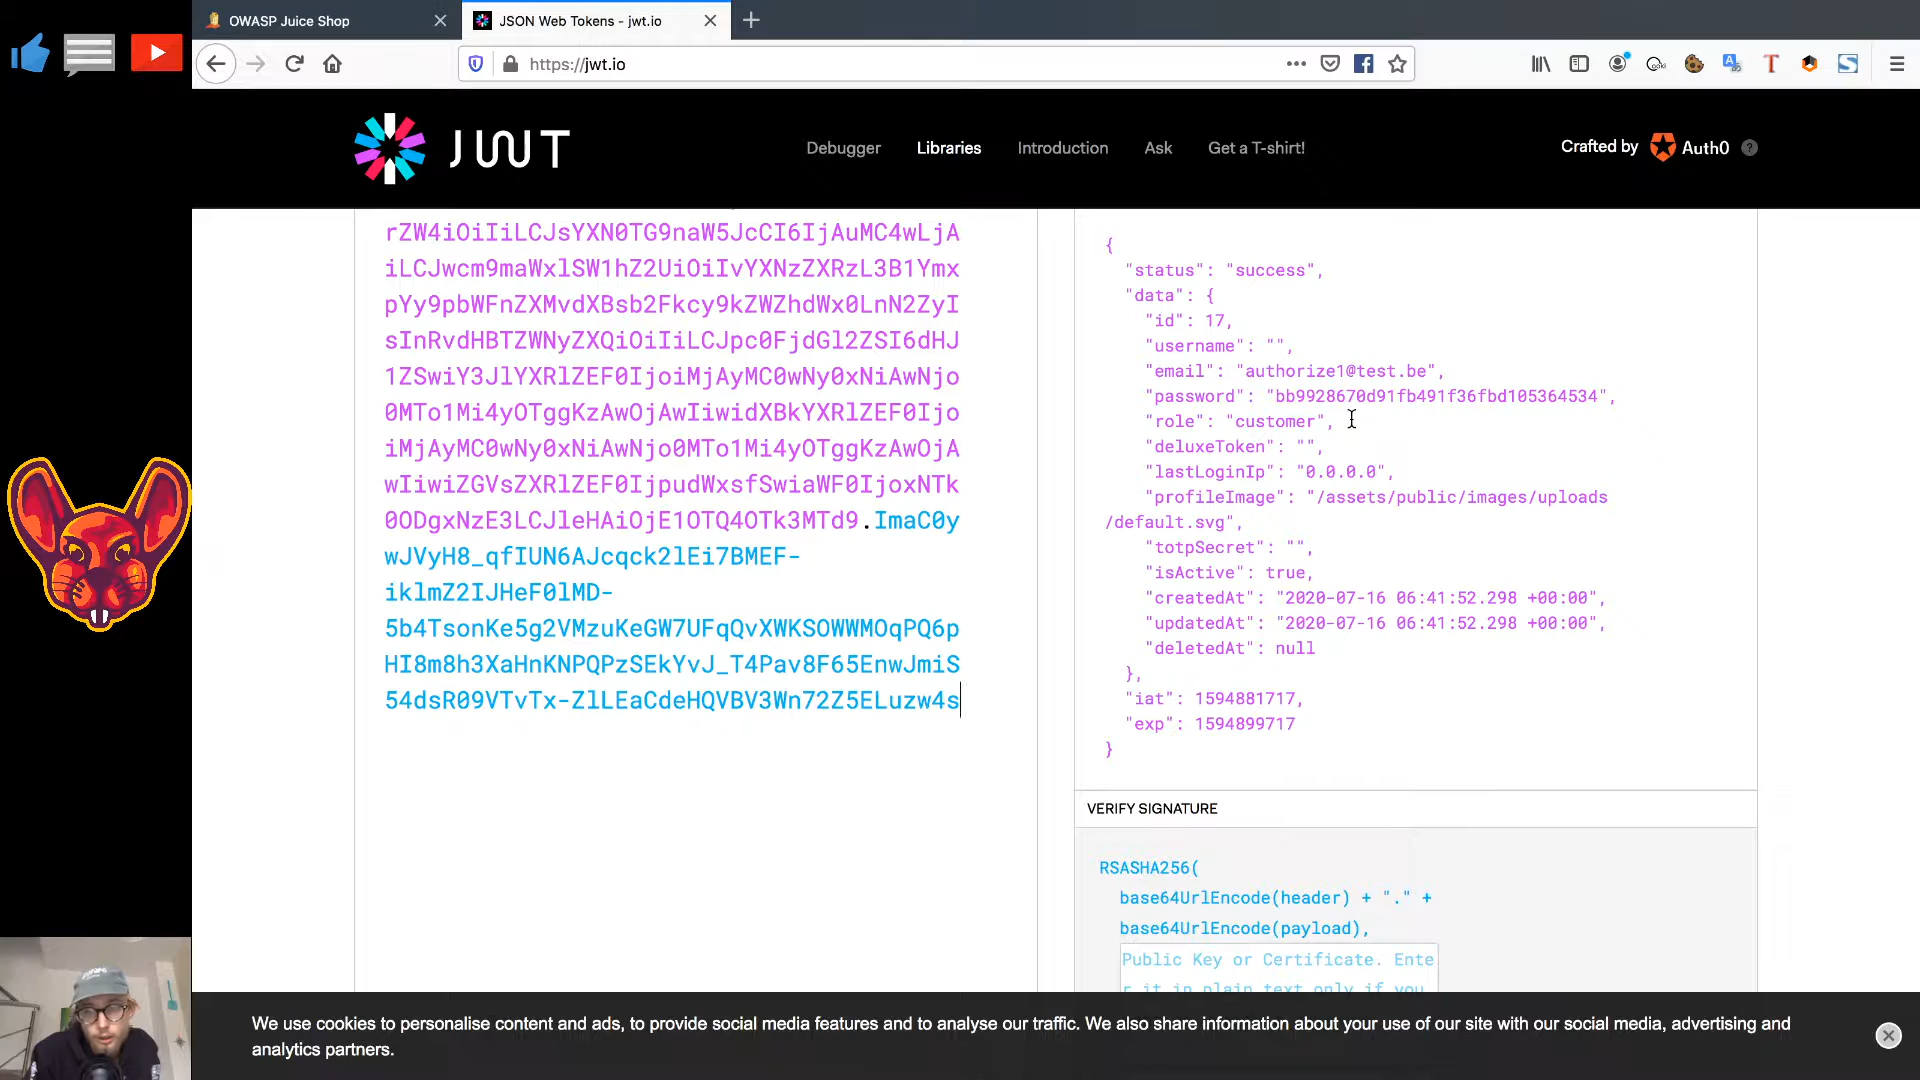 OWASP Juice Shop
JSON Web Tokens - jwt.io
https://jwt.io
JWT
Debugger
Libraries
Introduction
Ask
Get a T-shirt!
Crafted by Auth0
rZW4iOiIiLCJsYXN0TG9naW5JcCI6IjAuMC4wLjA
iLCJwcm9maWxlSW1hZ2UiOiIvYXNzZXRzL3B1Ymx
pYy9pbWFnZXMvdXBsb2Fkcy9kZWZhdWx0LnN2ZyI
sInRvdHBTZWNyZXQiOiIiLCJpc0FjdGl2ZSI6dHJ
1ZSwiY3JlYXRlZEF0IjoiMjAyMC0wNy0xNiAwNjo
0MTo1Mi4yOTggKzAwOjAwIiwidXBkYXRlZEF0Ijo
iMjAyMC0wNy0xNiAwNjo0MTo1Mi4yOTggKzAwOjA
wIiwiZGVsZXRlZEF0IjpudWxsfSwiaWF0IjoxNTk
0ODgxNzE3LCJleHAiOjE1OTQ4OTk3MTd9.ImaC0y
wJVyH8_qfIUN6AJcqck2lEi7BMEF-
iklmZ2IJHeF0lMD-
5b4TsonKe5g2VMzuKeGW7UFqQvXWKSOWWMOqPQ6p
HI8m8h3XaHnKNPQPzSEkYvJ_T4Pav8F65EnwJmiS
54dsR09VTvTx-ZlLEaCdeHQVBV3Wn72Z5ELuzw4s
{
"status": "success",
"data": {
"id": 17,
"username": "",
"email": "authorize1@test.be",
"password": "bb9928670d91fb491f36fbd105364534",
"role": "customer",
"deluxeToken": "",
"lastLoginIp": "0.0.0.0",
"profileImage": "/assets/public/images/uploads
/default.svg",
"totpSecret": "",
"isActive": true,
"createdAt": "2020-07-16 06:41:52.298 +00:00",
"updatedAt": "2020-07-16 06:41:52.298 +00:00",
"deletedAt": null
},
"iat": 1594881717,
"exp": 1594899717
}
VERIFY SIGNATURE
RSASHA256(
base64UrlEncode(header) + "." +
base64UrlEncode(payload),
Public Key or Certificate. Ente
r it in plain text only if you
We use cookies to personalise content and ads, to provide social media features and to analyse our traffic. We also share information about your use of our site with our social media, advertising and
analytics partners.